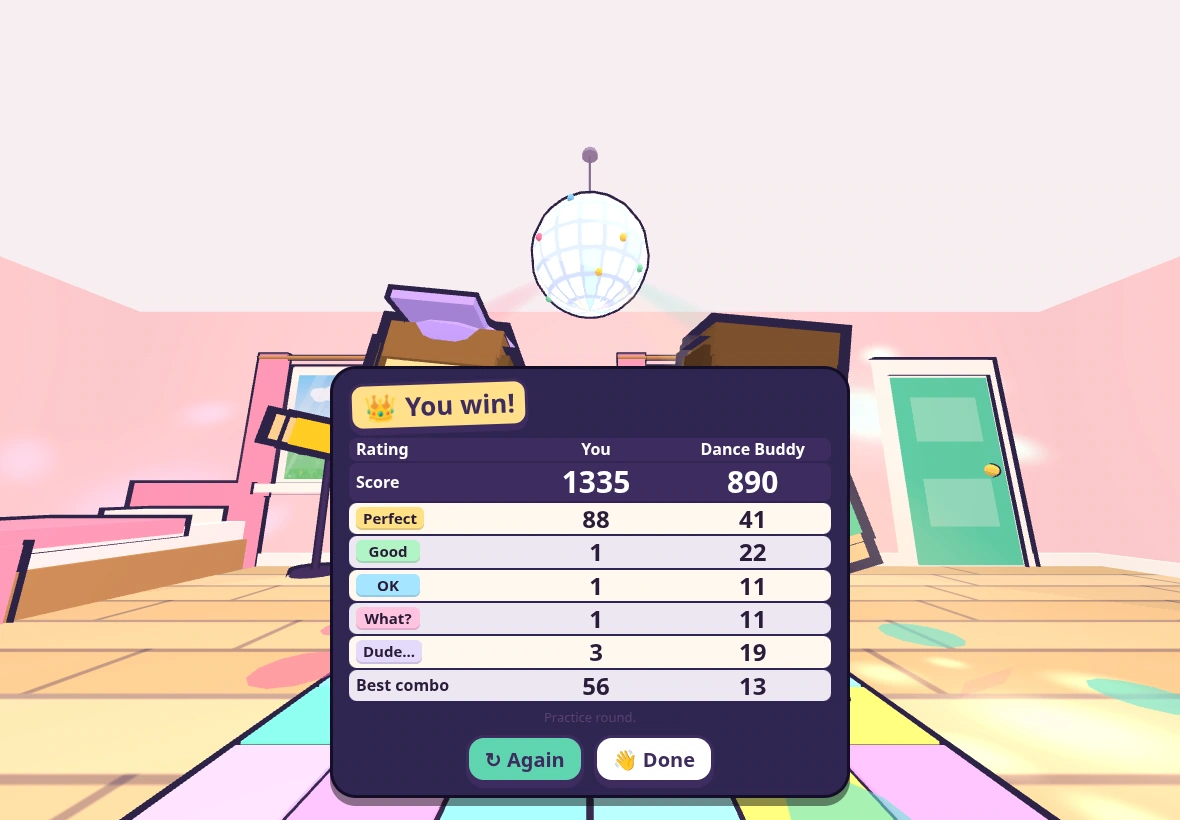 👑 You win!
Rating You Dance Buddy
Score 1335 890
Perfect 88 41
Good 1 22
OK 1 11
What? 1 11
Dude... 3 19
Best combo 56 13
Practice round.
↻ Again 👋 Done